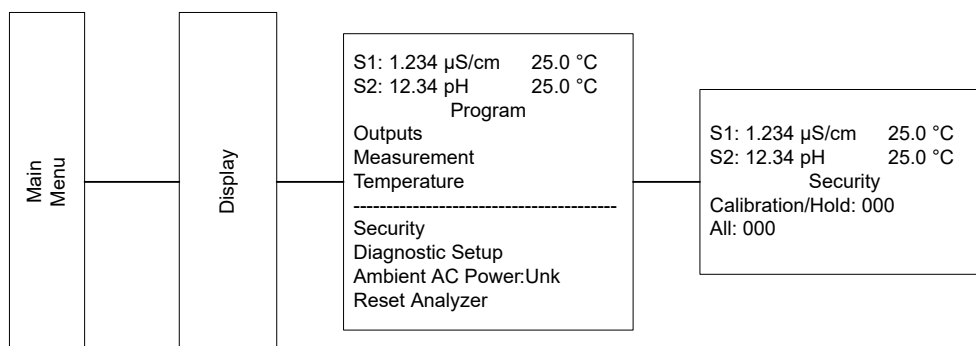 Main
Menu
Display
S1: 1.234 µS/cm 25.0 °C
S2: 12.34 pH 25.0 °C
Program
Outputs
Measurement
Temperature
----------------------------------------
Security
Diagnostic Setup
Ambient AC Power:Unk
Reset Analyzer
S1: 1.234 µS/cm 25.0 °C
S2: 12.34 pH 25.0 °C
Security
Calibration/Hold: 000
All: 000